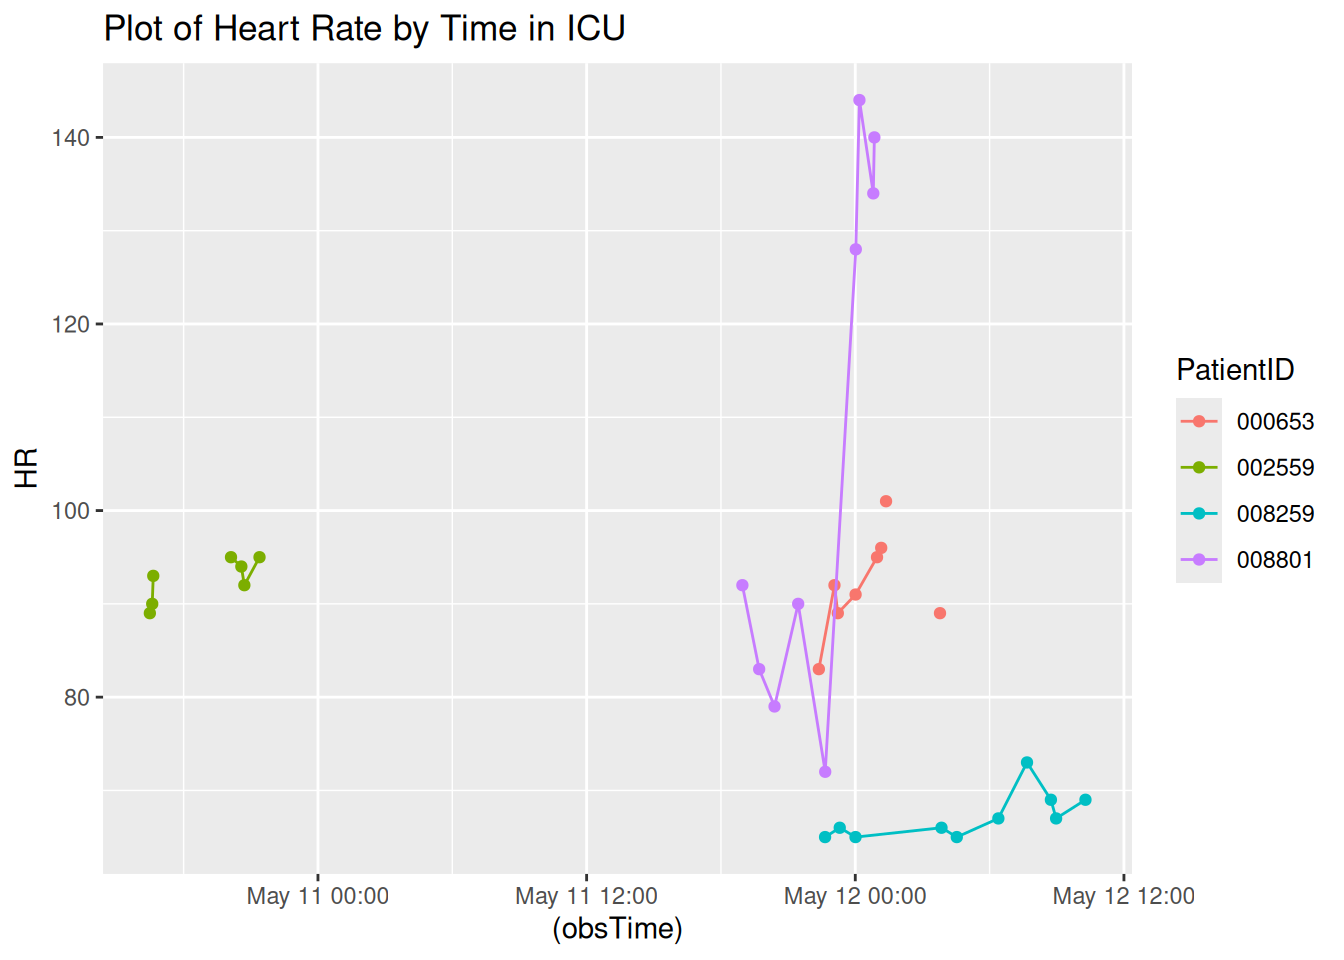 Plot of Heart Rate by Time in ICU
140
120
100
80
HR
May 11 00:00
May 11 12:00
May 12 00:00
May 12 12:00
(obsTime)
PatientID
000653
002559
008259
008801